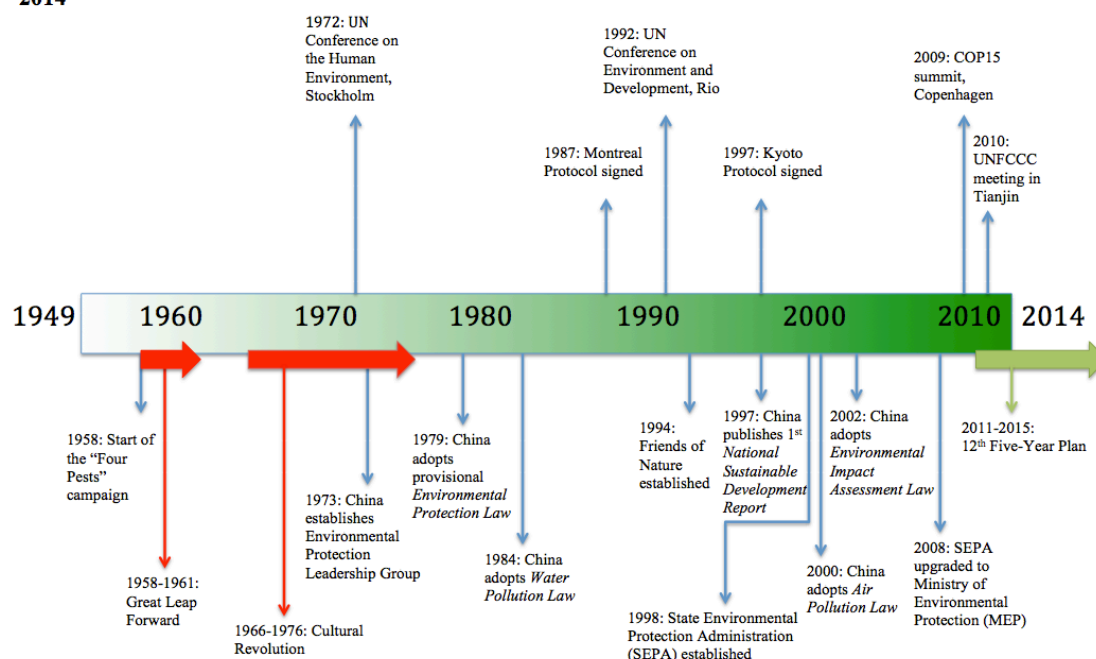 2014
1972: UN
Conference on
the Human
Environment,
Stockholm
1992: UN
Conference on
Environment and
Development, Rio
2009: COP15
summit,
Copenhagen
1987: Montreal
Protocol signed
1997: Kyoto
Protocol signed
2010:
UNFCCC
meeting in
Tianjin
1949 1960 1970 1980 1990 2000 2010 2014
1958: Start of
the “Four
Pests”
campaign
1958-1961:
Great Leap
Forward
1966-1976: Cultural
Revolution
1973: China
establishes
Environmental
Protection
Leadership Group
1979: China
adopts
provisional
Environmental
Protection Law
1984: China
adopts Water
Pollution Law
1994:
Friends of
Nature
established
1997: China
publishes 1st
National
Sustainable
Development
Report
1998: State Environmental
Protection Administration
(SEPA) established
2000: China
adopts Air
Pollution Law
2002: China
adopts
Environmental
Impact
Assessment Law
2008: SEPA
upgraded to
Ministry of
Environmental
Protection (MEP)
2011-2015:
12th Five-Year Plan